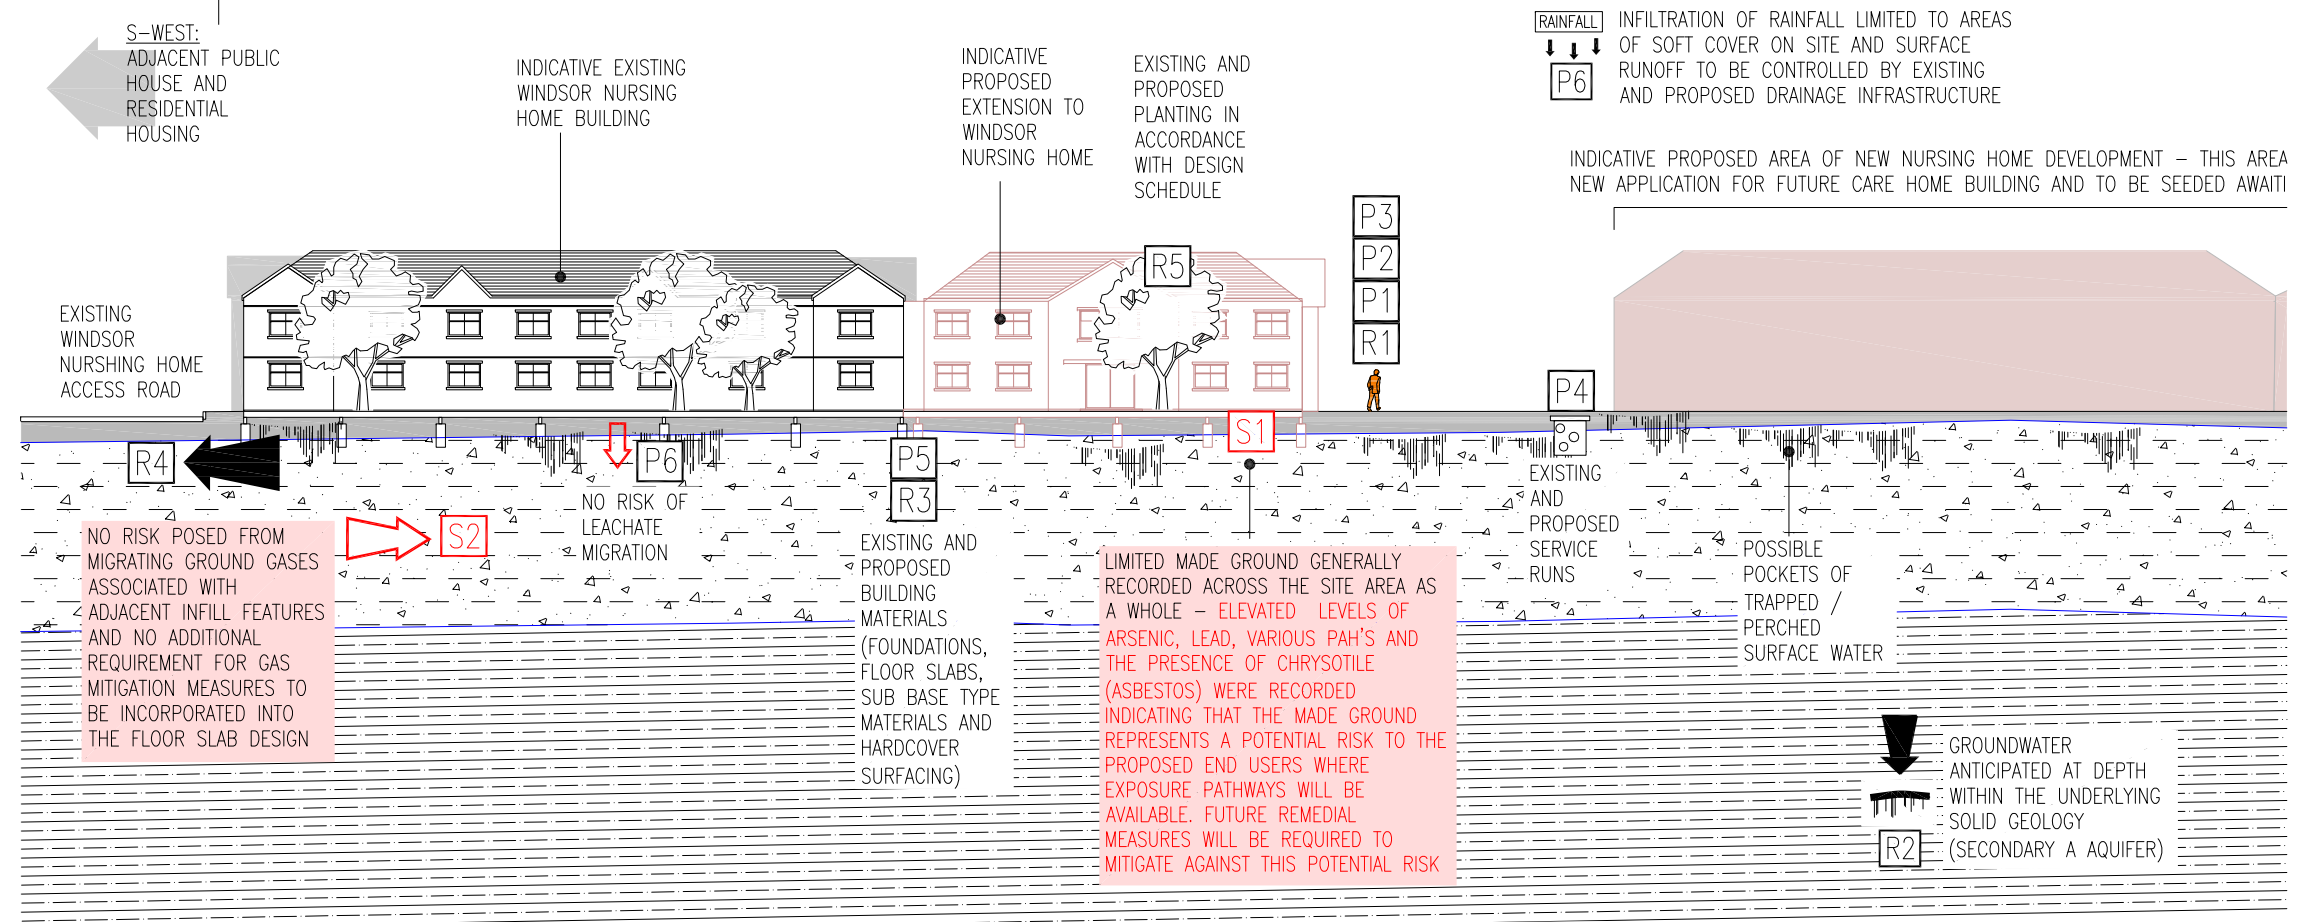 S-WEST:
ADJACENT PUBLIC
HOUSE AND
RESIDENTIAL
HOUSING
INDICATIVE EXISTING
WINDSOR NURSING
HOME BUILDING
INDICATIVE
PROPOSED
EXTENSION TO
WINDSOR
NURSING HOME
EXISTING AND
PROPOSED
PLANTING IN
ACCORDANCE
WITH DESIGN
SCHEDULE
RAINFALL
P6
INFILTRATION OF RAINFALL LIMITED TO AREAS
OF SOFT COVER ON SITE AND SURFACE
RUNOFF TO BE CONTROLLED BY EXISTING
AND PROPOSED DRAINAGE INFRASTRUCTURE
INDICATIVE PROPOSED AREA OF NEW NURSING HOME DEVELOPMENT – THIS AREA
NEW APPLICATION FOR FUTURE CARE HOME BUILDING AND TO BE SEEDED AWAITI
P3
P2
P1
R1
R5
EXISTING
WINDSOR
NURSHING HOME
ACCESS ROAD
P4
S1
R4
P6
P5
R3
NO RISK OF
LEACHATE
MIGRATION
S2
NO RISK POSED FROM
MIGRATING GROUND GASES
ASSOCIATED WITH
ADJACENT INFILL FEATURES
AND NO ADDITIONAL
REQUIREMENT FOR GAS
MITIGATION MEASURES TO
BE INCORPORATED INTO
THE FLOOR SLAB DESIGN
EXISTING AND
PROPOSED
BUILDING
MATERIALS
(FOUNDATIONS,
FLOOR SLABS,
SUB BASE TYPE
MATERIALS AND
HARDCOVER
SURFACING)
LIMITED MADE GROUND GENERALLY
RECORDED ACROSS THE SITE AREA AS
A WHOLE – ELEVATED LEVELS OF
ARSENIC, LEAD, VARIOUS PAH'S AND
THE PRESENCE OF CHRYSOTILE
(ASBESTOS) WERE RECORDED
INDICATING THAT THE MADE GROUND
REPRESENTS A POTENTIAL RISK TO THE
PROPOSED END USERS WHERE
EXPOSURE PATHWAYS WILL BE
AVAILABLE. FUTURE REMEDIAL
MEASURES WILL BE REQUIRED TO
MITIGATE AGAINST THIS POTENTIAL RISK
EXISTING
AND
PROPOSED
SERVICE
RUNS
POSSIBLE
POCKETS OF
TRAPPED /
PERCHED
SURFACE WATER
GROUNDWATER
ANTICIPATED AT DEPTH
WITHIN THE UNDERLYING
SOLID GEOLOGY
(SECONDARY A AQUIFER)
R2